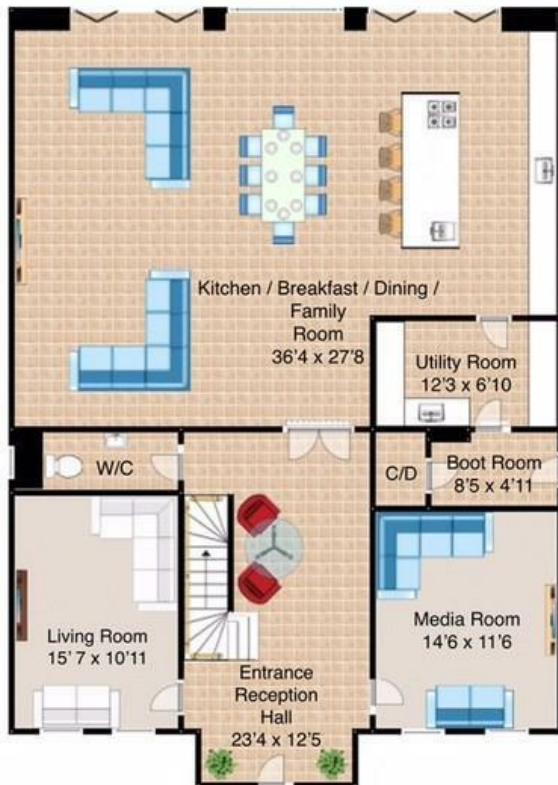 Kitchen / Breakfast / Dining /
Family
Room
36'4 x 27'8
Utility Room
12'3 x 6'10
W/C
C/D
Boot Room
8'5 x 4'11
Living Room
15' 7 x 10'11
Media Room
14'6 x 11'6
Entrance
Reception
Hall
23'4 x 12'5